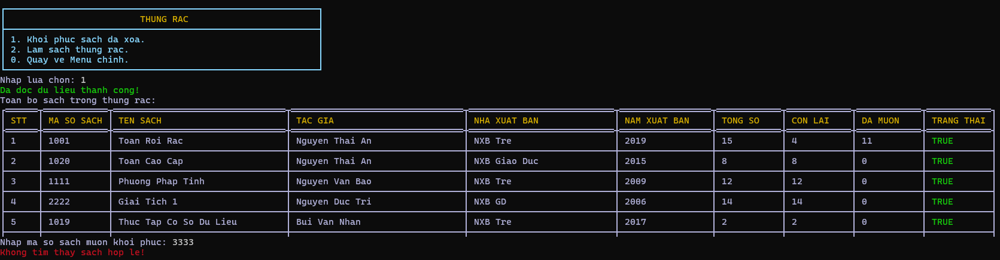 THUNG RAC
1. Khoi phuc sach da xoa.
2. Lam sach thung rac.
0. Quay ve Menu chinh.
Nhap lua chon: 1
Da doc du lieu thanh cong!
Toan bo sach trong thung rac:
STT MA SO SACH TEN SACH TAC GIA NHA XUAT BAN NAM XUAT BAN TONG SO CON LAI DA MUON TRANG THAI
1 1001 Toan Roi Rac Nguyen Thai An NXB Tre 2019 15 4 11 TRUE
2 1020 Toan Cao Cap Nguyen Thai An NXB Giao Duc 2015 8 8 0 TRUE
3 1111 Phuong Phap Tinh Nguyen Van Bao NXB Tre 2009 12 12 0 TRUE
4 2222 Giai Tich 1 Nguyen Duc Tri NXB GD 2006 14 14 0 TRUE
5 1019 Thuc Tap Co So Du Lieu Bui Van Nhan NXB Tre 2017 2 2 0 TRUE
Nhap ma so sach muon khoi phuc: 3333
Khong tim thay sach hop le!